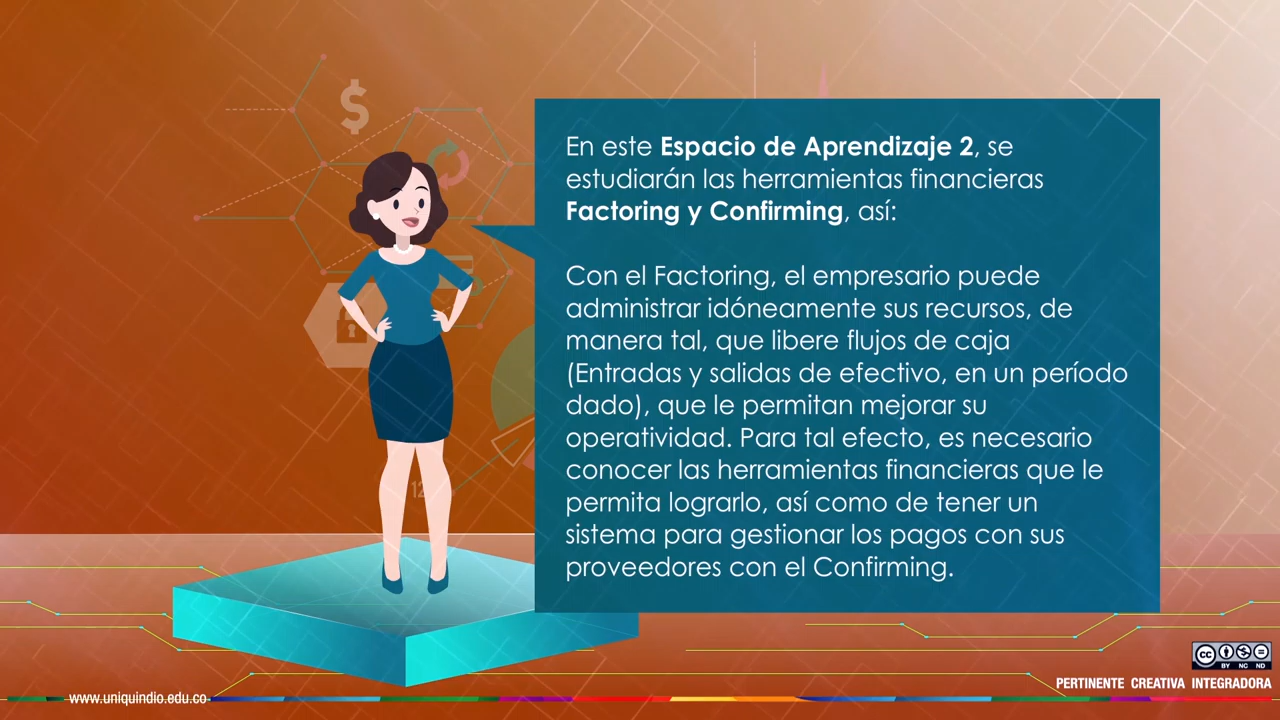 $
En este Espacio de Aprendizaje 2, se
estudiarán las herramientas financieras
Factoring y Confirming, así:
Con el Factoring, el empresario puede
administrar idóneamente sus recursos, de
manera tal, que libere flujos de caja
(Entradas y salidas de efectivo, en un período
dado), que le permitan mejorar su
operatividad. Para tal efecto, es necesario
conocer las herramientas financieras que le
permita lograrlo, así como de tener un
sistema para gestionar los pagos con sus
proveedores con el Confirming.
cc
BY NC ND
PERTINENTE CREATIVA INTEGRADORA
www.uniquindio.edu.co